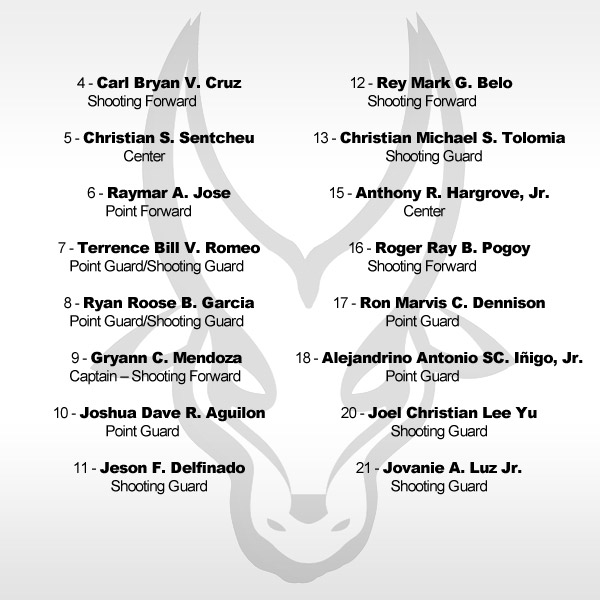 4 - Carl Bryan V. Cruz
Shooting Forward
5 - Christian S. Sentcheu
Center
6 - Raymar A. Jose
Point Forward
7 - Terrence Bill V. Romeo
Point Guard/Shooting Guard
8 - Ryan Roose B. Garcia
Point Guard/Shooting Guard
9 - Gryann C. Mendoza
Captain – Shooting Forward
10 - Joshua Dave R. Aguilon
Point Guard
11 - Jeson F. Delfinado
Shooting Guard
12 - Rey Mark G. Belo
Shooting Forward
13 - Christian Michael S. Tolomia
Shooting Guard
15 - Anthony R. Hargrove, Jr.
Center
16 - Roger Ray B. Pogoy
Shooting Forward
17 - Ron Marvis C. Dennison
Point Guard
18 - Alejandrino Antonio SC. Iñigo, Jr.
Point Guard
20 - Joel Christian Lee Yu
Shooting Guard
21 - Jovanie A. Luz Jr.
Shooting Guard